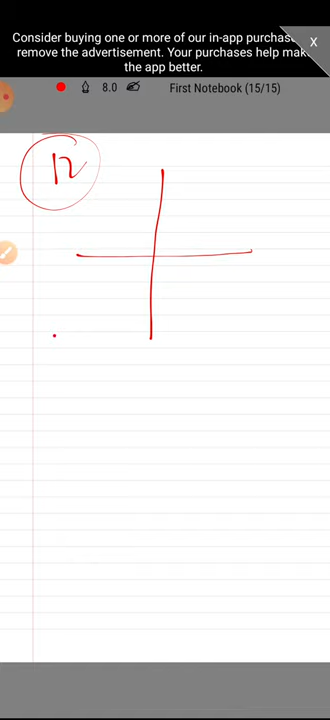 Consider buying one or more of our in-app purchases
remove the advertisement. Your purchases help mak
the app better.
X
8.0 First Notebook (15/15)
12